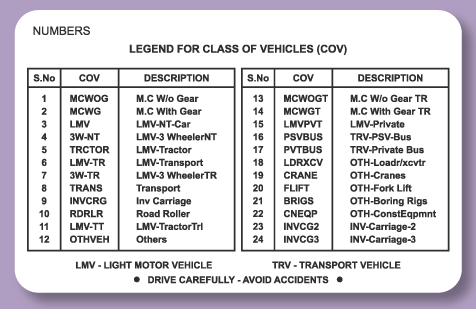 NUMBERS
LEGEND FOR CLASS OF VEHICLES (COV)
S.No COV DESCRIPTION
1 MCWOG M.C W/o Gear
2 MCWG M.C With Gear
3 LMV LMV-NT-Car
4 3W-NT LMV-3 WheelerNT
5 TRCTOR LMV-Tractor
6 LMV-TR LMV-Transport
7 3W-TR LMV-3 WheelerTR
8 TRANS Transport
9 INVCRG Inv Carriage
10 RDRLR Road Roller
11 LMV-TT LMV-TractorTrl
12 OTHVEH Others
S.No COV DESCRIPTION
13 MCWOGT M.C W/o Gear TR
14 MCWGT M.C With Gear TR
15 LMVPVT LMV-Private
16 PSVBUS TRV-PSV-Bus
17 PVTBUS TRV-Private Bus
18 LDRXCV OTH-Loadr/xcvtr
19 CRANE OTH-Cranes
20 FLIFT OTH-Fork Lift
21 BRIGS OTH-Boring Rigs
22 CNEQP OTH-ConstEqpmnt
23 INVCG2 INV-Carriage-2
24 INVCG3 INV-Carriage-3
LMV - LIGHT MOTOR VEHICLE TRV - TRANSPORT VEHICLE
● DRIVE CAREFULLY - AVOID ACCIDENTS ●